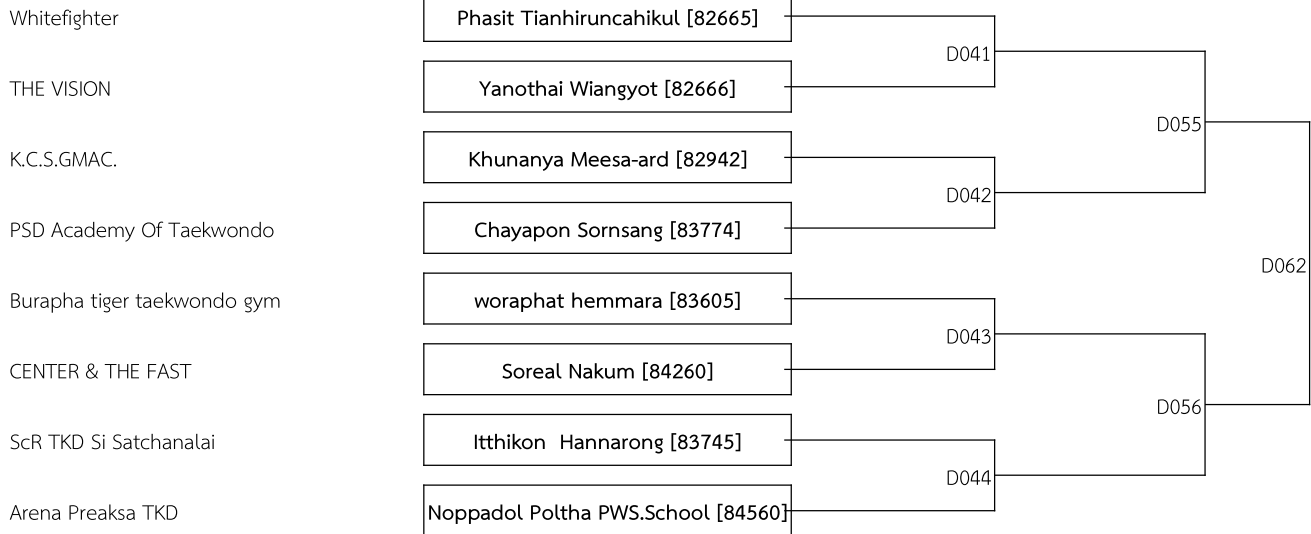 Whitefighter
Phasit Tianhiruncahikul [82665]
D041
THE VISION
Yanothai Wiangyot [82666]
D055
K.C.S.GMAC.
Khunanya Meesa-ard [82942]
D042
PSD Academy Of Taekwondo
Chayapon Sornsang [83774]
D062
Burapha tiger taekwondo gym
woraphat hemmara [83605]
D043
CENTER & THE FAST
Soreal Nakum [84260]
D056
ScR TKD Si Satchanalai
Itthikon  Hannarong [83745]
D044
Arena Preaksa TKD
Noppadol Poltha PWS.School [84560]